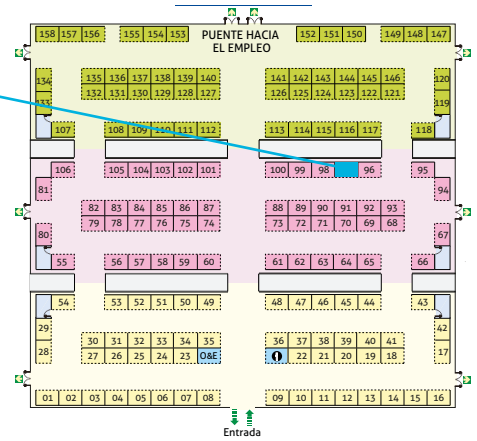 158 157 156 155 154 153 PUENTE HACIA 152 151 150 149 148 147
EL EMPLEO
134 135 136 137 138 139 140 141 142 143 144 145 146 120
133 132 131 130 129 128 127 126 125 124 123 122 121 119
107 108 109 110 111 112 113 114 115 116 117 118
106 105 104 103 102 101 100 99 98 96 95
81 94
82 83 84 85 86 87 88 89 90 91 92 93
79 78 77 76 75 74 73 72 71 70 69 68
80 67
55 56 57 58 59 60 61 62 63 64 65 66
54 53 52 51 50 49 48 47 46 45 44 43
29 42
30 31 32 33 34 35 36 37 38 39 40 41
28 27 26 25 24 23 O&E 22 21 20 19 18 17
01 02 03 04 05 06 07 08 09 10 11 12 13 14 15 16
Entrada